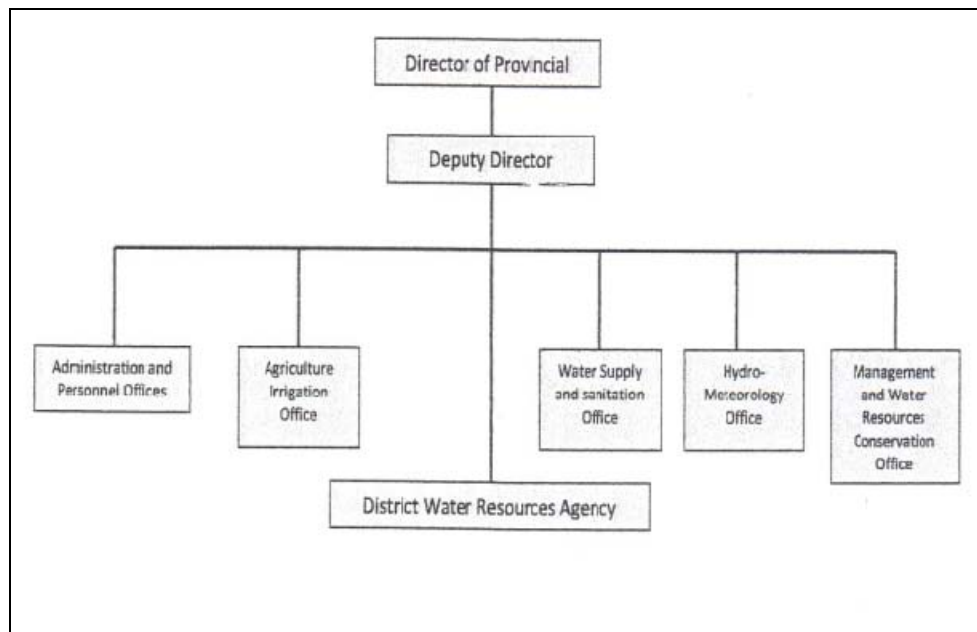 Director of Provincial
Deputy Director
Administration and
Personnel Offices
Agriculture
Irrigation
Office
Water Supply
and sanitation
Office
Hydro-
Meteorology
Office
Management
and Water
Resources
Conservation
Office
District Water Resources Agency